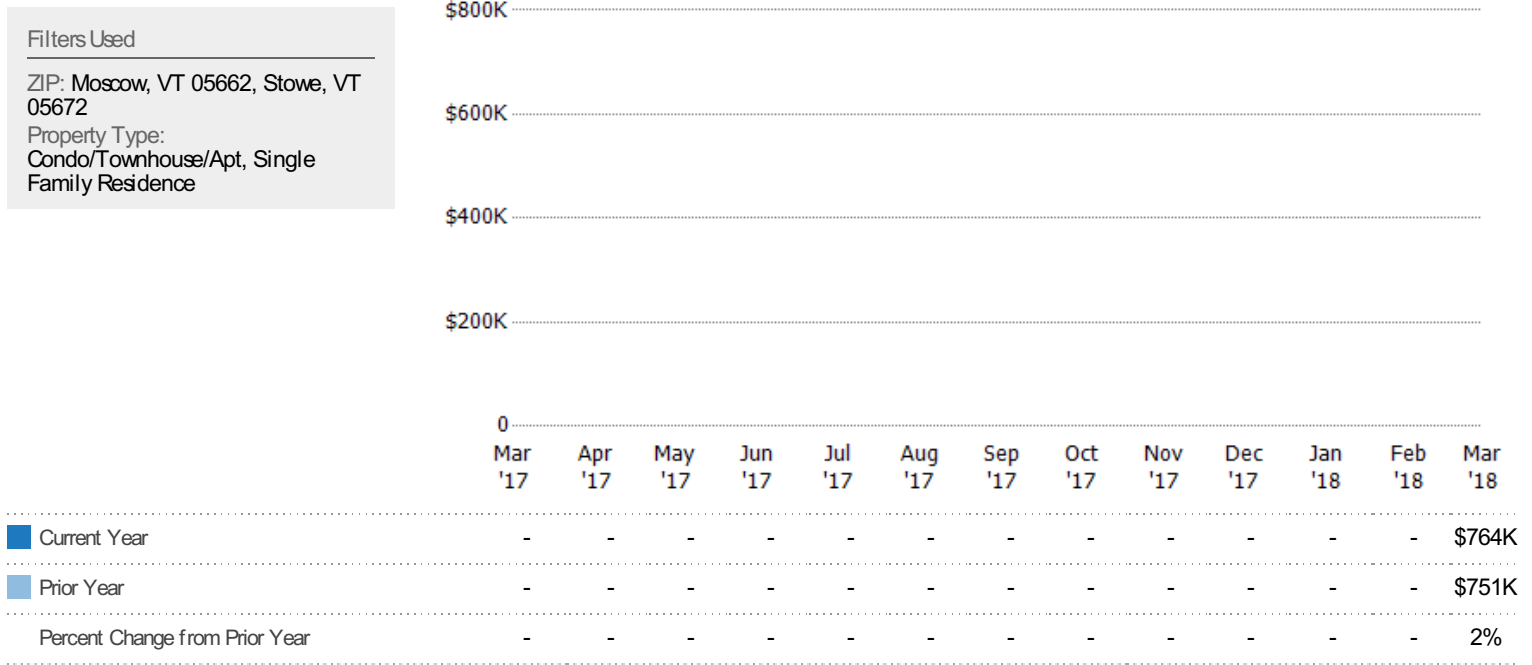 Filters Used
ZIP: Moscow, VT 05662, Stowe, VT
05672
Property Type:
Condo/Townhouse/Apt, Single
Family Residence
$800K
$600K
$400K
$200K
0
Mar Apr May Jun Jul Aug Sep Oct Nov Dec Jan Feb Mar
'17 '17 '17 '17 '17 '17 '17 '17 '17 '17 '18 '18 '18
Current Year - - - - - - - - - - - - $764K
Prior Year - - - - - - - - - - - - $751K
Percent Change from Prior Year - - - - - - - - - - - - 2%